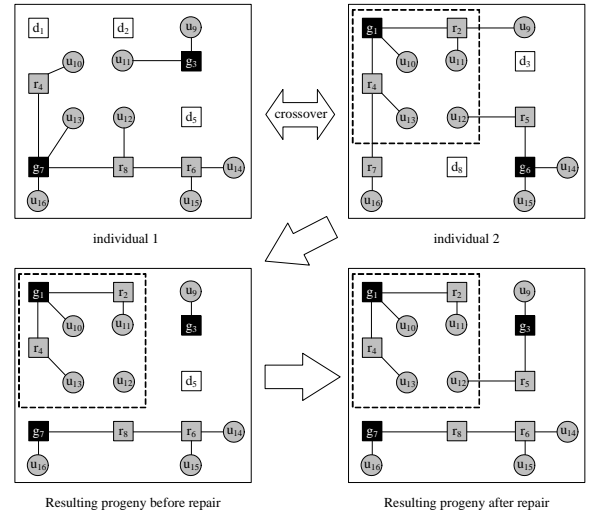 d₁
d₂
u₉
u₁₀
u₁₁
g₃
r₄
u₁₃
u₁₂
d₅
g₇
r₈
r₆
u₁₄
u₁₆
u₁₅
individual 1
crossover
g₁
r₂
u₉
u₁₀
u₁₁
d₃
r₄
u₁₃
u₁₂
r₅
r₇
d₈
g₆
u₁₄
u₁₆
u₁₅
individual 2
g₁
r₂
u₉
u₁₀
u₁₁
g₃
r₄
u₁₃
u₁₂
d₅
g₇
r₈
r₆
u₁₄
u₁₆
u₁₅
Resulting progeny before repair
g₁
r₂
u₉
u₁₀
u₁₁
g₃
r₄
u₁₃
u₁₂
r₅
g₇
r₈
r₆
u₁₄
u₁₆
u₁₅
Resulting progeny after repair